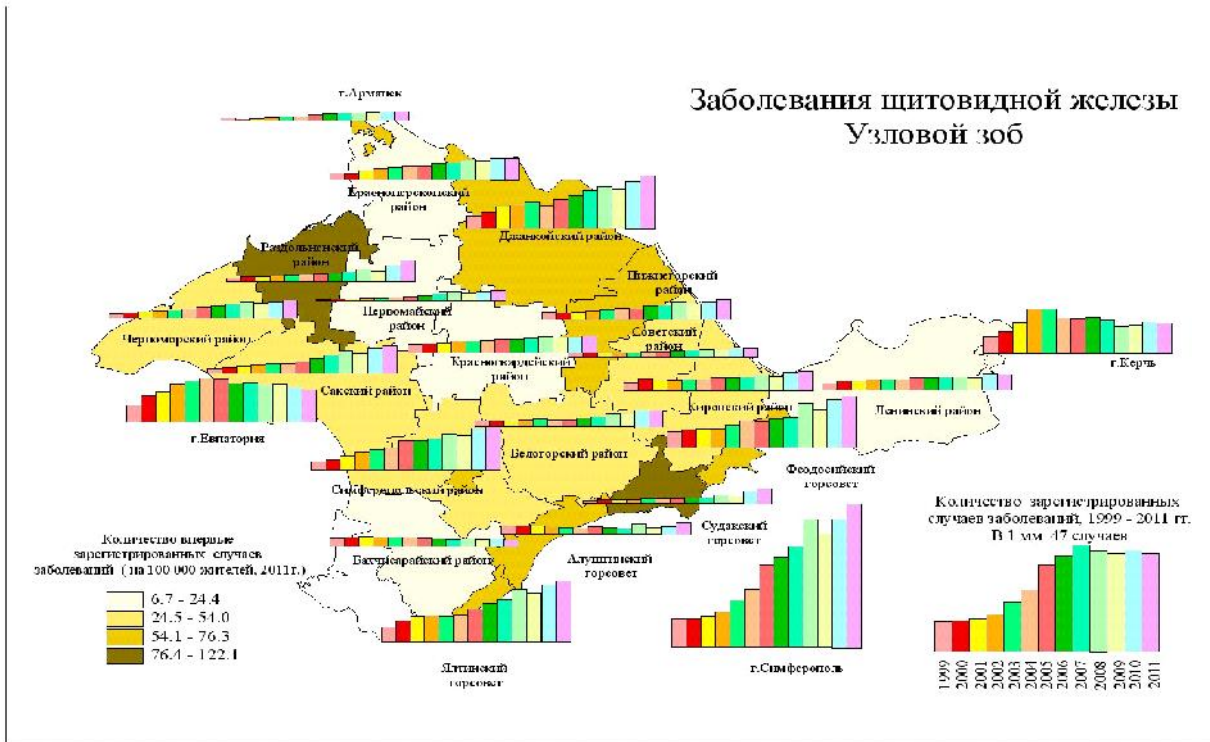 Заболевания щитовидной железы
Узловой зоб
г.Армянск
Красноперекопский
район
Джанкойский район
Раздольненский
район
Нижнегорский
район
Первомайский
район
Советский
район
Черноморский район
Красногвардейский
район
г.Керчь
Сакский район
Кировский район
Ленинский район
г.Евпатория
Белогорский район
Феодосийский
горсовет
Симферопольский район
Судакский
горсовет
Количество зарегистрированных
случаев заболеваний, 1999 - 2011 гг.
В 1 мм 47 случаев
Количество впервые
зарегистрированных случаев
заболеваний ( на 100 000 жителей, 2011г.)
Бахчисарайский район
Алуштинский
горсовет
6.7 - 24.4
24.5 - 54.0
54.1 - 76.3
76.4 - 122.1
Ялтинский
горсовет
г.Симферополь
1999
2000
2001
2002
2003
2004
2005
2006
2007
2008
2009
2010
2011